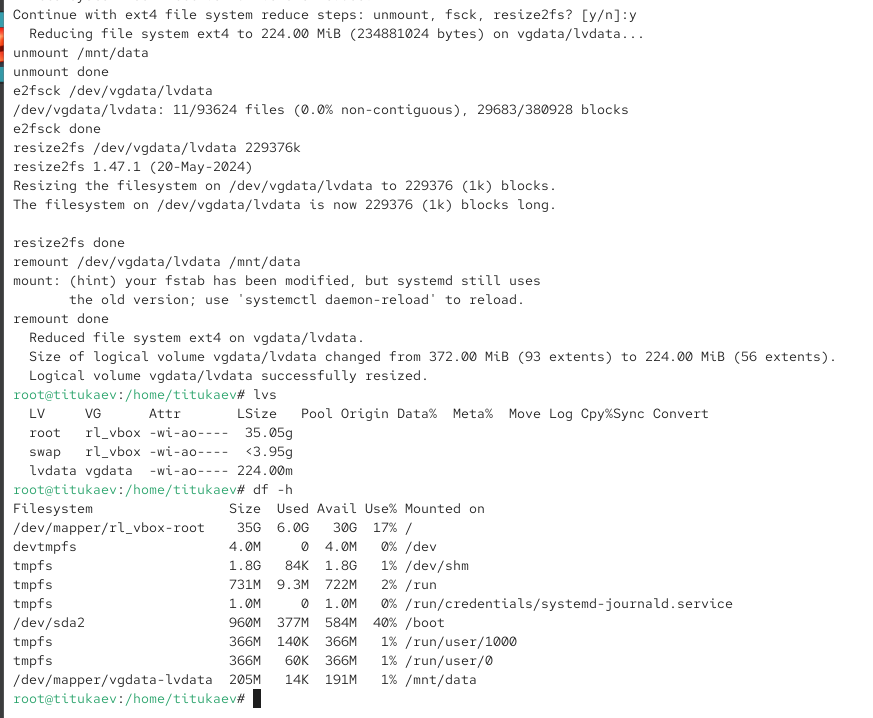 Continue with ext4 file system reduce steps: unmount, fsck, resize2fs? [y/n]:y
  Reducing file system ext4 to 224.00 MiB (234881024 bytes) on vgdata/lvdata...
unmount /mnt/data
unmount done
e2fsck /dev/vgdata/lvdata
/dev/vgdata/lvdata: 11/93624 files (0.0% non-contiguous), 29683/380928 blocks
e2fsck done
resize2fs /dev/vgdata/lvdata 229376k
resize2fs 1.47.1 (20-May-2024)
Resizing the filesystem on /dev/vgdata/lvdata to 229376 (1k) blocks.
The filesystem on /dev/vgdata/lvdata is now 229376 (1k) blocks long.

resize2fs done
remount /dev/vgdata/lvdata /mnt/data
mount: (hint) your fstab has been modified, but systemd still uses
       the old version; use 'systemctl daemon-reload' to reload.
remount done
  Reduced file system ext4 on vgdata/lvdata.
  Size of logical volume vgdata/lvdata changed from 372.00 MiB (93 extents) to 224.00 MiB (56 extents).
  Logical volume vgdata/lvdata successfully resized.
root@titukaev:/home/titukaev# lvs
  LV     VG      Attr       LSize   Pool Origin Data%  Meta%  Move Log Cpy%Sync Convert
  root   rl_vbox -wi-ao----  35.05g
  swap   rl_vbox -wi-ao----  <3.95g
  lvdata vgdata  -wi-ao---- 224.00m
root@titukaev:/home/titukaev# df -h
Filesystem                 Size  Used Avail Use% Mounted on
/dev/mapper/rl_vbox-root    35G  6.0G   30G  17% /
devtmpfs                   4.0M     0  4.0M   0% /dev
tmpfs                      1.8G   84K  1.8G   1% /dev/shm
tmpfs                      731M  9.3M  722M   2% /run
tmpfs                      1.0M     0  1.0M   0% /run/credentials/systemd-journald.service
/dev/sda2                  960M  377M  584M  40% /boot
tmpfs                      366M  140K  366M   1% /run/user/1000
tmpfs                      366M   60K  366M   1% /run/user/0
/dev/mapper/vgdata-lvdata  205M   14K  191M   1% /mnt/data
root@titukaev:/home/titukaev#